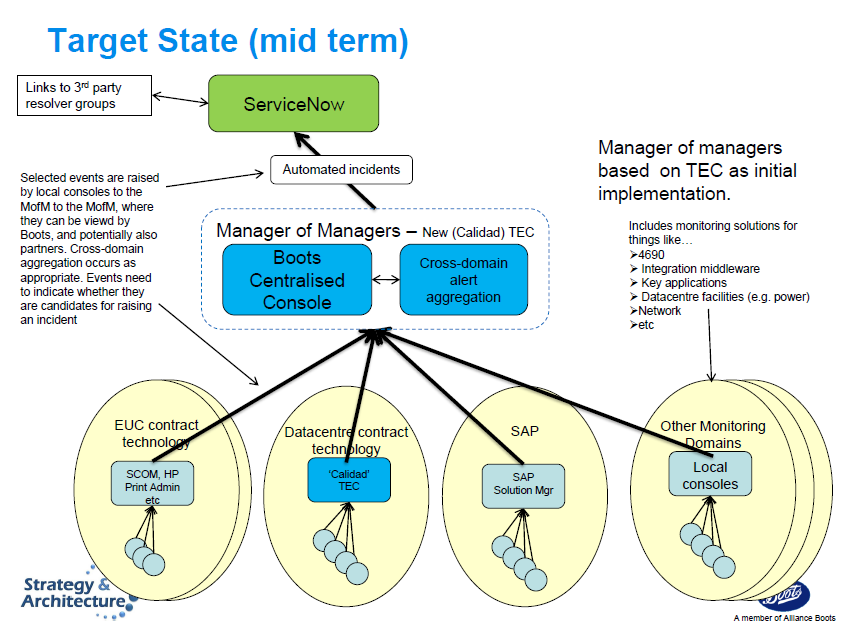 Target State (mid term)
Links to 3rd party
resolver groups
ServiceNow
Automated incidents
Manager of managers
based on TEC as initial
implementation.
Selected events are raised
by local consoles to the
MofM to the MofM, where
they can be viewd by
Boots, and potentially also
partners. Cross-domain
aggregation occurs as
appropriate. Events need
to indicate whether they
are candidates for raising
an incident
Manager of Managers – New (Calidad) TEC
Boots
Centralised
Console
Cross-domain
alert
aggregation
Includes monitoring solutions for
things like…
➢4690
➢ Integration middleware
➢ Key applications
➢ Datacentre facilities (e.g. power)
➢Network
➢etc
EUC contract
technology
SCOM, HP
Print Admin
etc
Datacentre contract
technology
‘Calidad’
TEC
SAP
SAP
Solution Mgr
Other Monitoring
Domains
Local
consoles
Strategy &
Architecture
Boots
A member of Alliance Boots